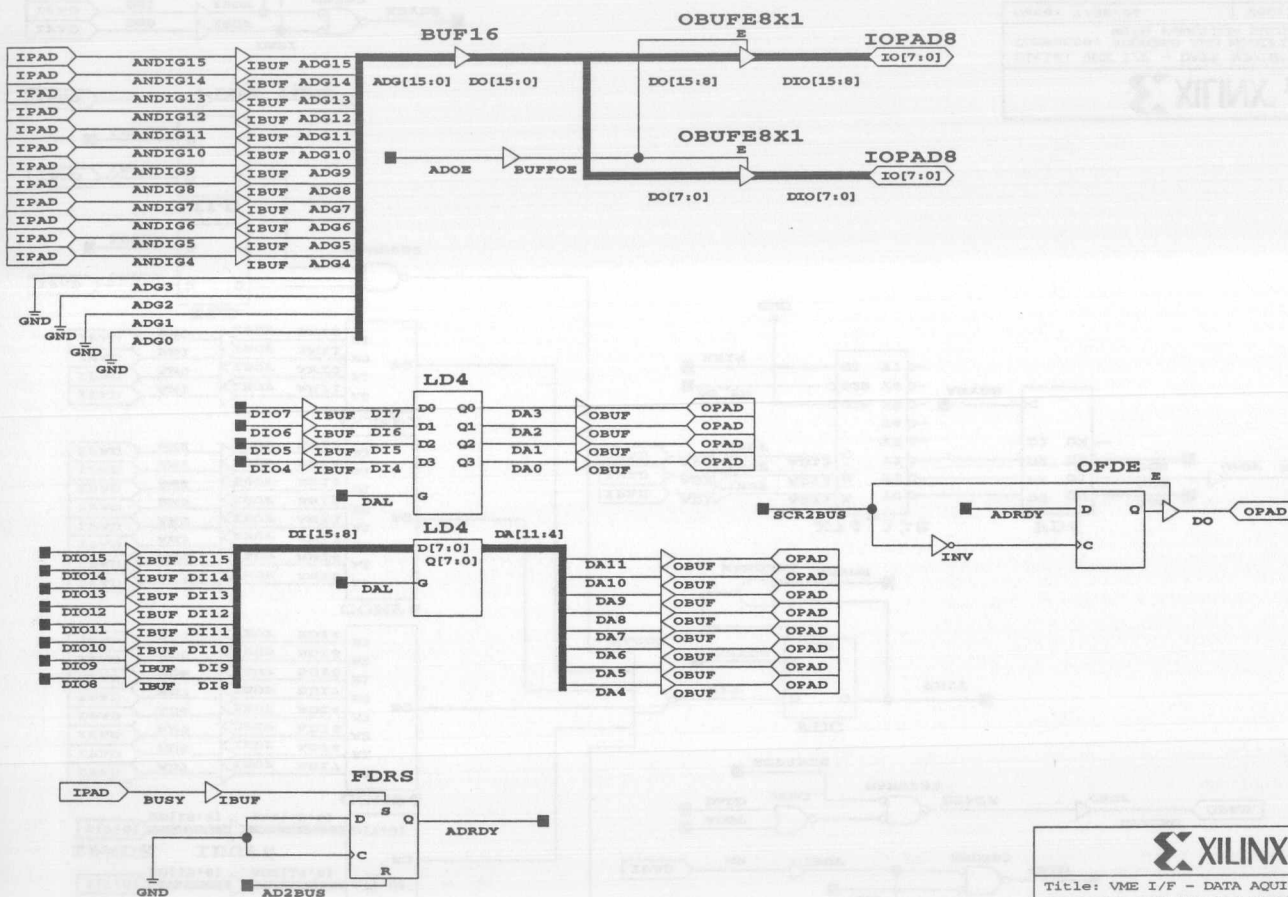 BUF16
OBUFE8X1
E
IOPAD8
IO[7:0]
ADG[15:0]
DO[15:0]
DO[15:8]
DIO[15:8]
OBUFE8X1
E
IOPAD8
IO[7:0]
ADOE
BUFFOE
DO[7:0]
DIO[7:0]
IPAD ANDIG15 IBUF ADG15
IPAD ANDIG14 IBUF ADG14
IPAD ANDIG13 IBUF ADG13
IPAD ANDIG12 IBUF ADG12
IPAD ANDIG11 IBUF ADG11
IPAD ANDIG10 IBUF ADG10
IPAD ANDIG9 IBUF ADG9
IPAD ANDIG8 IBUF ADG8
IPAD ANDIG7 IBUF ADG7
IPAD ANDIG6 IBUF ADG6
IPAD ANDIG5 IBUF ADG5
IPAD ANDIG4 IBUF ADG4
ADG3
ADG2
ADG1
ADG0
GND
GND
GND
GND
LD4
DIO7 IBUF DI7 D0 Q0 DA3 OBUF OPAD
DIO6 IBUF DI6 D1 Q1 DA2 OBUF OPAD
DIO5 IBUF DI5 D2 Q2 DA1 OBUF OPAD
DIO4 IBUF DI4 D3 Q3 DA0 OBUF OPAD
DAL G
LD4
DI[15:8] D[7:0] DA[11:4]
Q[7:0]
DAL G
DIO15 IBUF DI15
DIO14 IBUF DI14
DIO13 IBUF DI13
DIO12 IBUF DI12
DIO11 IBUF DI11
DIO10 IBUF DI10
DIO9 IBUF DI9
DIO8 IBUF DI8
DA11 OBUF OPAD
DA10 OBUF OPAD
DA9 OBUF OPAD
DA8 OBUF OPAD
DA7 OBUF OPAD
DA6 OBUF OPAD
DA5 OBUF OPAD
DA4 OBUF OPAD
OFDE
E
SCR2BUS
ADRDY D Q DO OPAD
INV C
FDRS
IPAD BUSY IBUF S
D Q ADRDY
C
R
GND
AD2BUS
XILINX
Title: VME I/F - DATA AQUI